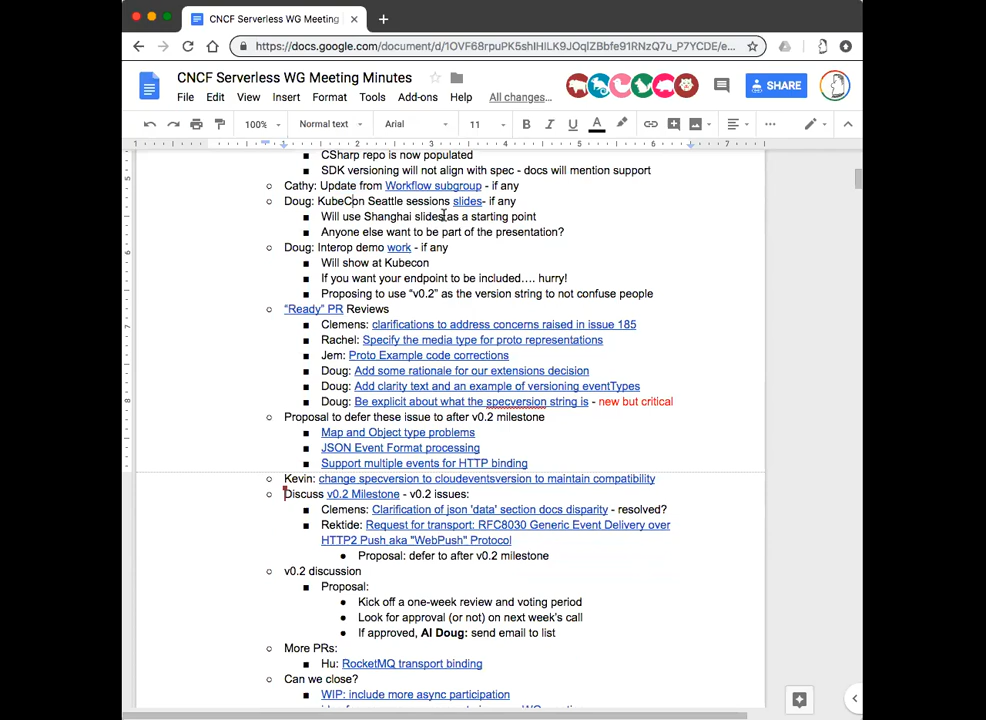 CNCF Serverless WG Meeting
https://docs.google.com/document/d/1OVF68rpuPK5shIHILK9JOqIZBbfe91RNzQ7u_P7YCDE/e...
CNCF Serverless WG Meeting Minutes
SHARE
File Edit View Insert Format Tools Add-ons Help All changes...
100% Normal text Arial 11 B I U A
1 1 2 3 4 5 6 7
CSharp repo is now populated
SDK versioning will not align with spec - docs will mention support
Cathy: Update from Workflow subgroup - if any
Doug: KubeCon Seattle sessions slides- if any
Will use Shanghai slides as a starting point
Anyone else want to be part of the presentation?
Doug: Interop demo work - if any
Will show at Kubecon
If you want your endpoint to be included…. hurry!
Proposing to use “v0.2” as the version string to not confuse people
“Ready” PR Reviews
Clemens: clarifications to address concerns raised in issue 185
Rachel: Specify the media type for proto representations
Jem: Proto Example code corrections
Doug: Add some rationale for our extensions decision
Doug: Add clarity text and an example of versioning eventTypes
Doug: Be explicit about what the specversion string is - new but critical
Proposal to defer these issue to after v0.2 milestone
Map and Object type problems
JSON Event Format processing
Support multiple events for HTTP binding
Kevin: change specversion to cloudeventsversion to maintain compatibility
Discuss v0.2 Milestone - v0.2 issues:
Clemens: Clarification of json 'data' section docs disparity - resolved?
Rektide: Request for transport: RFC8030 Generic Event Delivery over
HTTP2 Push aka "WebPush" Protocol
Proposal: defer to after v0.2 milestone
v0.2 discussion
Proposal:
Kick off a one-week review and voting period
Look for approval (or not) on next week's call
If approved, AI Doug: send email to list
More PRs:
Hu: RocketMQ transport binding
Can we close?
WIP: include more async participation